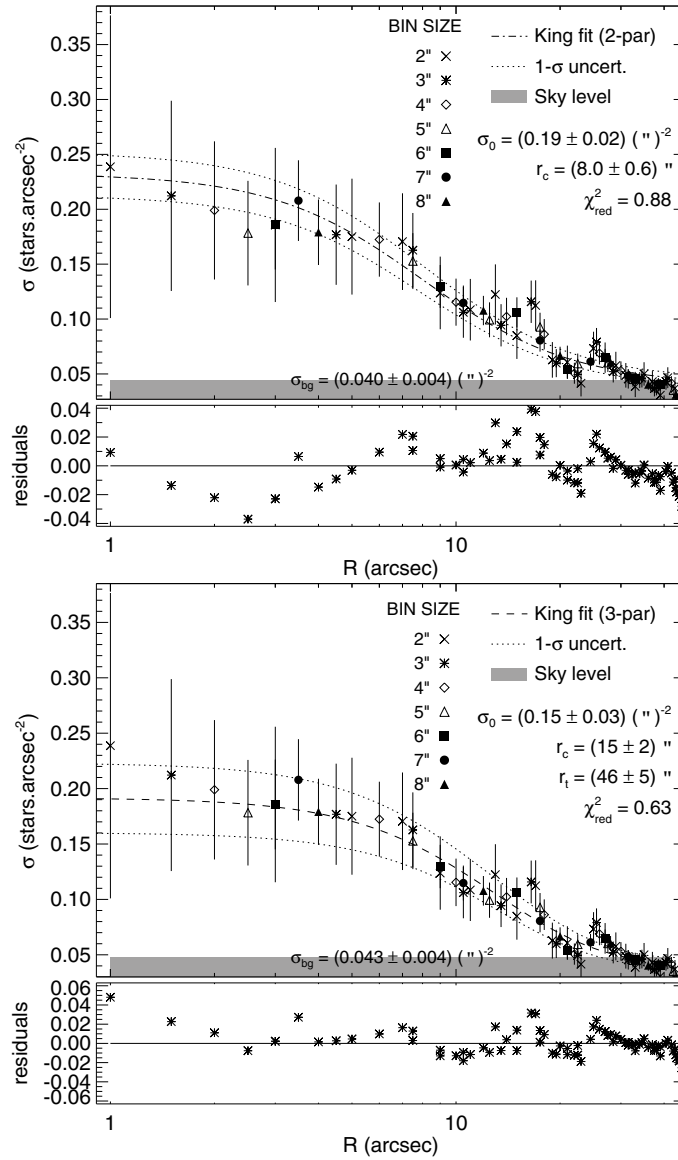 0.35
0.30
0.25
0.20
0.15
0.10
0.05
σ (stars.arcsec⁻²)
BIN SIZE
2"
3"
4"
5"
6"
7"
8"
King fit (2-par)
1-σ uncert.
Sky level
σ₀ = (0.19 ± 0.02) (")⁻²
r_c = (8.0 ± 0.6) "
χ²_red = 0.88
σ_bg = (0.040 ± 0.004) (")⁻²
0.04
0.02
0.00
-0.02
-0.04
residuals
1
10
R (arcsec)
0.35
0.30
0.25
0.20
0.15
0.10
0.05
σ (stars.arcsec⁻²)
BIN SIZE
2"
3"
4"
5"
6"
7"
8"
King fit (3-par)
1-σ uncert.
Sky level
σ₀ = (0.15 ± 0.03) (")⁻²
r_c = (15 ± 2) "
r_t = (46 ± 5) "
χ²_red = 0.63
σ_bg = (0.043 ± 0.004) (")⁻²
0.06
0.04
0.02
0.00
-0.02
-0.04
-0.06
residuals
1
10
R (arcsec)